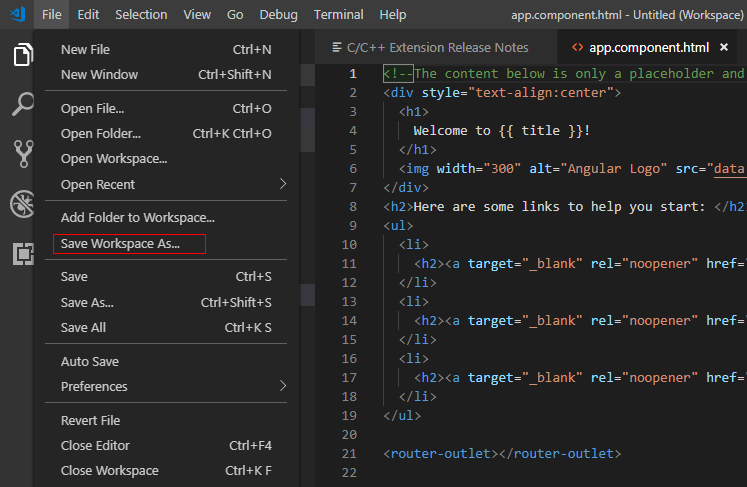 File Edit Selection View Go Debug Terminal Help app.component.html - Untitled (Workspace)
New File Ctrl+N
New Window Ctrl+Shift+N
Open File... Ctrl+O
Open Folder... Ctrl+K Ctrl+O
Open Workspace...
Open Recent
Add Folder to Workspace...
Save Workspace As...
Save Ctrl+S
Save As... Ctrl+Shift+S
Save All Ctrl+K S
Auto Save
Preferences
Revert File
Close Editor Ctrl+F4
Close Workspace Ctrl+K F
C/C++ Extension Release Notes <> app.component.html ×
1 <!--The content below is only a placeholder and
2 <div style="text-align:center">
3 <h1>
4 Welcome to {{ title }}!
5 </h1>
6 <img width="300" alt="Angular Logo" src="data
7 </div>
8 <h2>Here are some links to help you start: </h2
9 <ul>
10 <li>
11 <h2><a target="_blank" rel="noopener" href="
12 </li>
13 <li>
14 <h2><a target="_blank" rel="noopener" href="
15 </li>
16 <li>
17 <h2><a target="_blank" rel="noopener" href="
18 </li>
19 </ul>
20
21 <router-outlet></router-outlet>
22